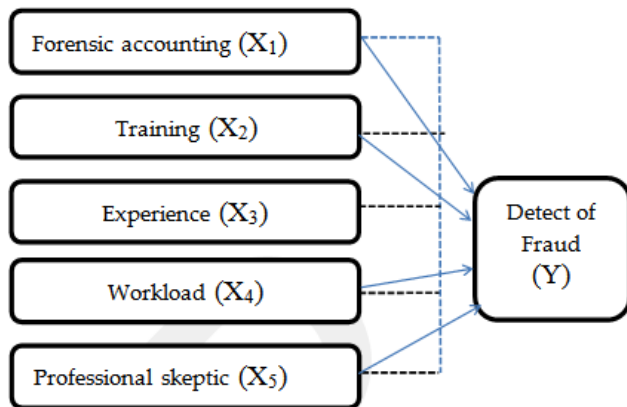 Forensic accounting (X₁)
Training (X₂)
Experience (X₃)
Workload (X₄)
Professional skeptic (X₅)
Detect of
Fraud
(Y)